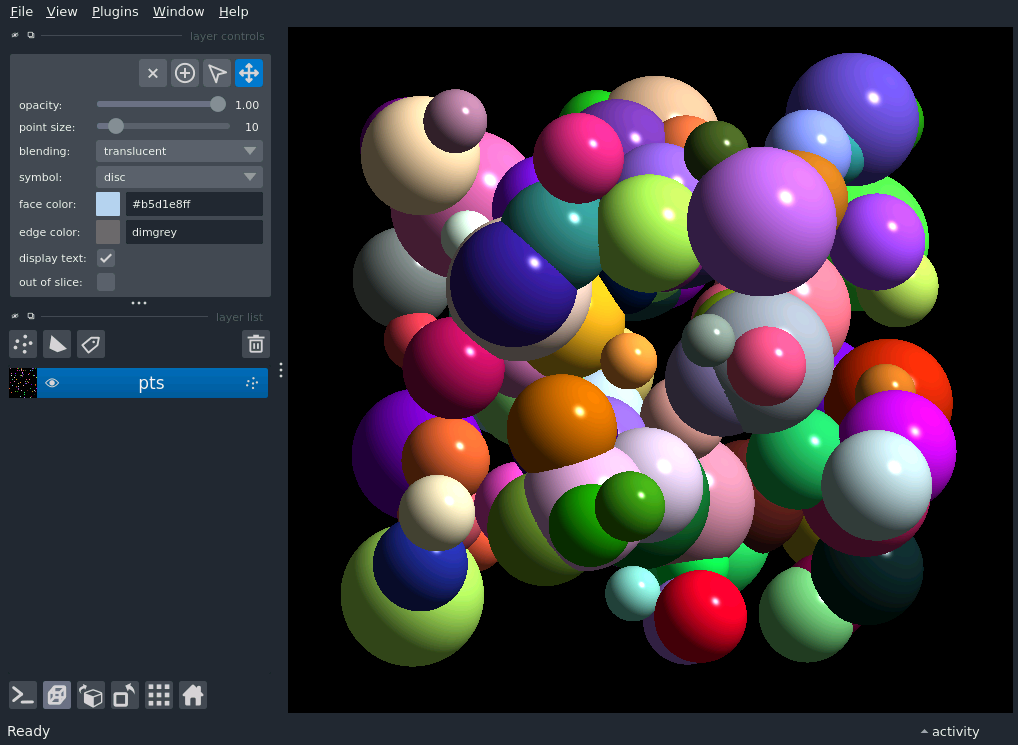 File View Plugins Window Help
layer controls
opacity: 1.00
point size: 10
blending: translucent
symbol: disc
face color: #b5d1e8ff
edge color: dimgrey
display text:
out of slice:
layer list
pts
Ready
activity